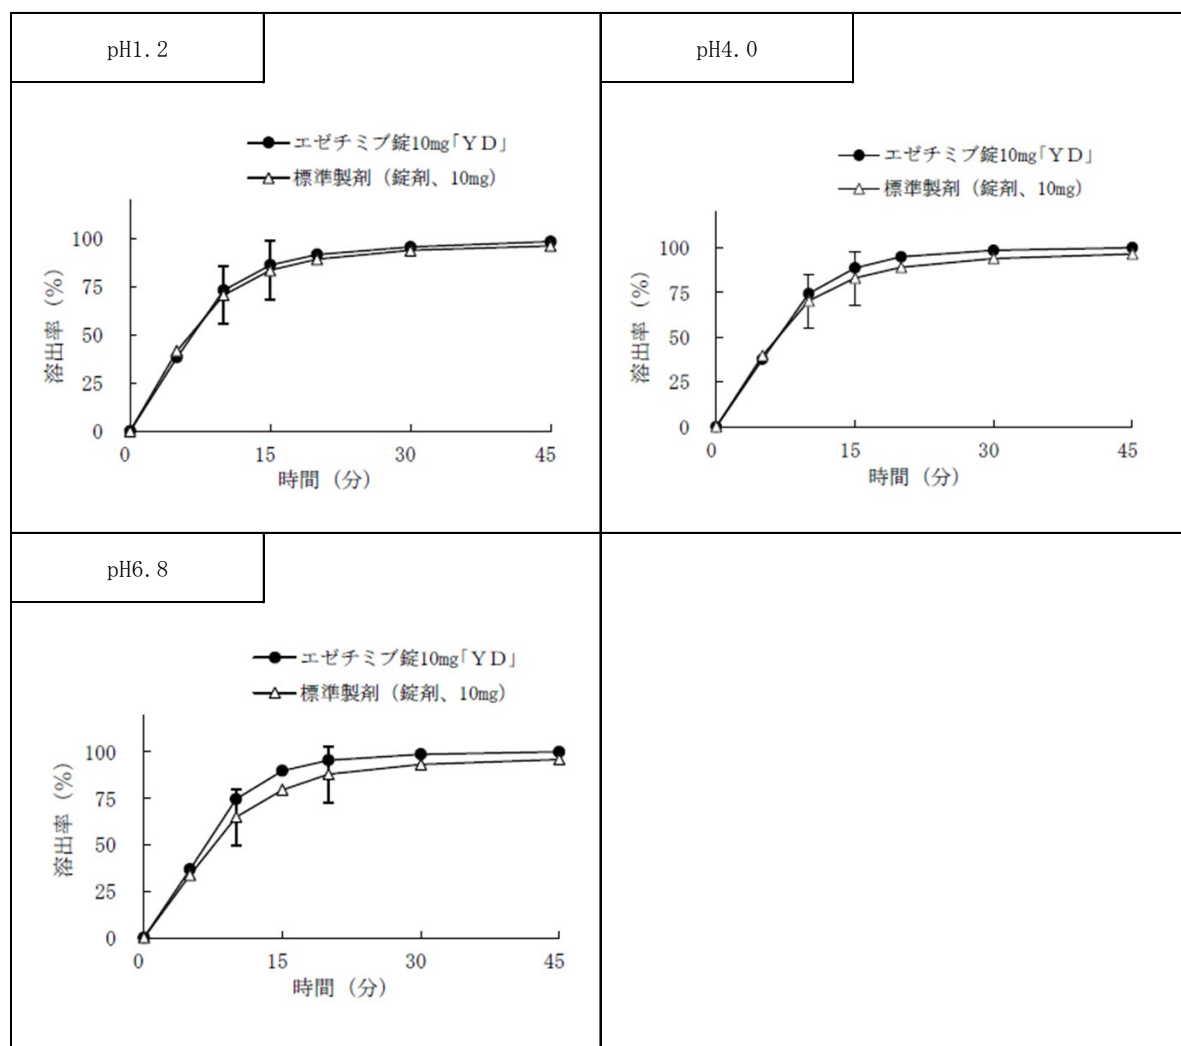 pH1.2
エゼチミブ錠10mg「ＹＤ」
標準製剤（錠剤、10mg）
溶出率（%）
100
75
50
25
0
0 15 30 45
時間（分）
pH4.0
エゼチミブ錠10mg「ＹＤ」
標準製剤（錠剤、10mg）
溶出率（%）
100
75
50
25
0
0 15 30 45
時間（分）
pH6.8
エゼチミブ錠10mg「ＹＤ」
標準製剤（錠剤、10mg）
溶出率（%）
100
75
50
25
0
0 15 30 45
時間（分）